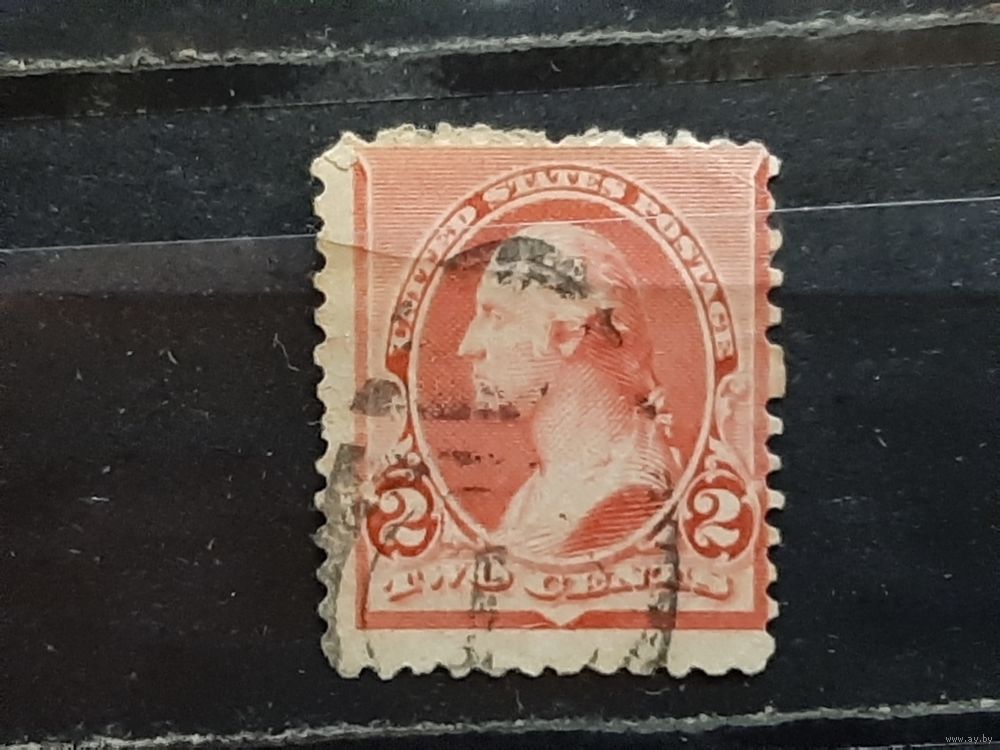 UNITED STATES POSTAGE
2 2
TWO CENTS
www.ay.by